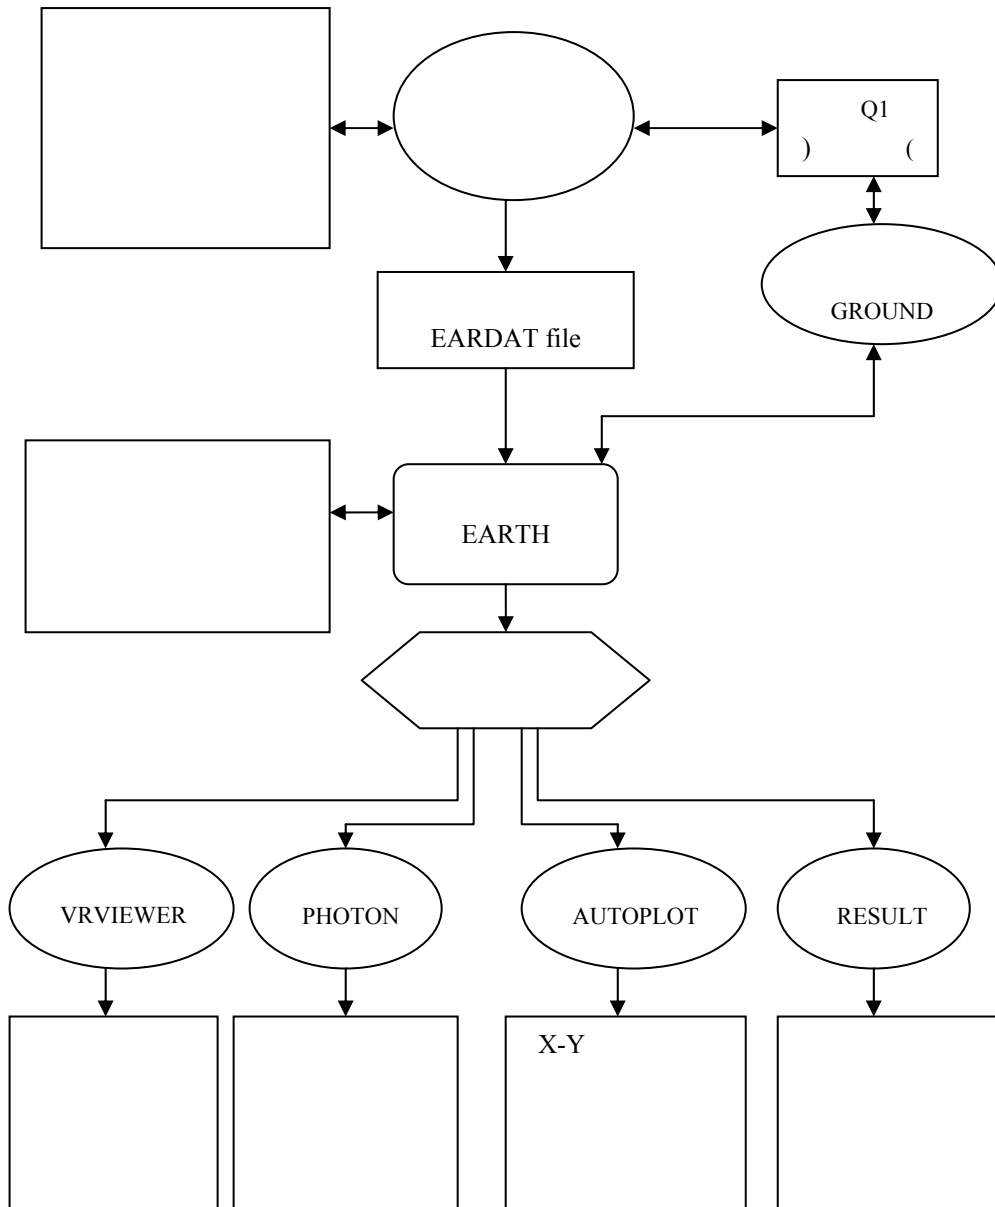 Q1
) (
GROUND
EARDAT file
EARTH
VRVIEWER
PHOTON
AUTOPLOT
RESULT
X-Y